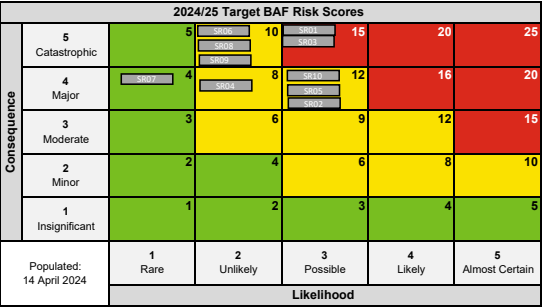 2024/25 Target BAF Risk Scores
Consequence
5
Catastrophic
5
SR06
SR08
SR09
10
SR01
SR03
15
20
25
4
Major
SR07
4
SR04
8
SR10
SR05
SR02
12
16
20
3
Moderate
3
6
9
12
15
2
Minor
2
4
6
8
10
1
Insignificant
1
2
3
4
5
Populated:
14 April 2024
1
Rare
2
Unlikely
3
Possible
4
Likely
5
Almost Certain
Likelihood